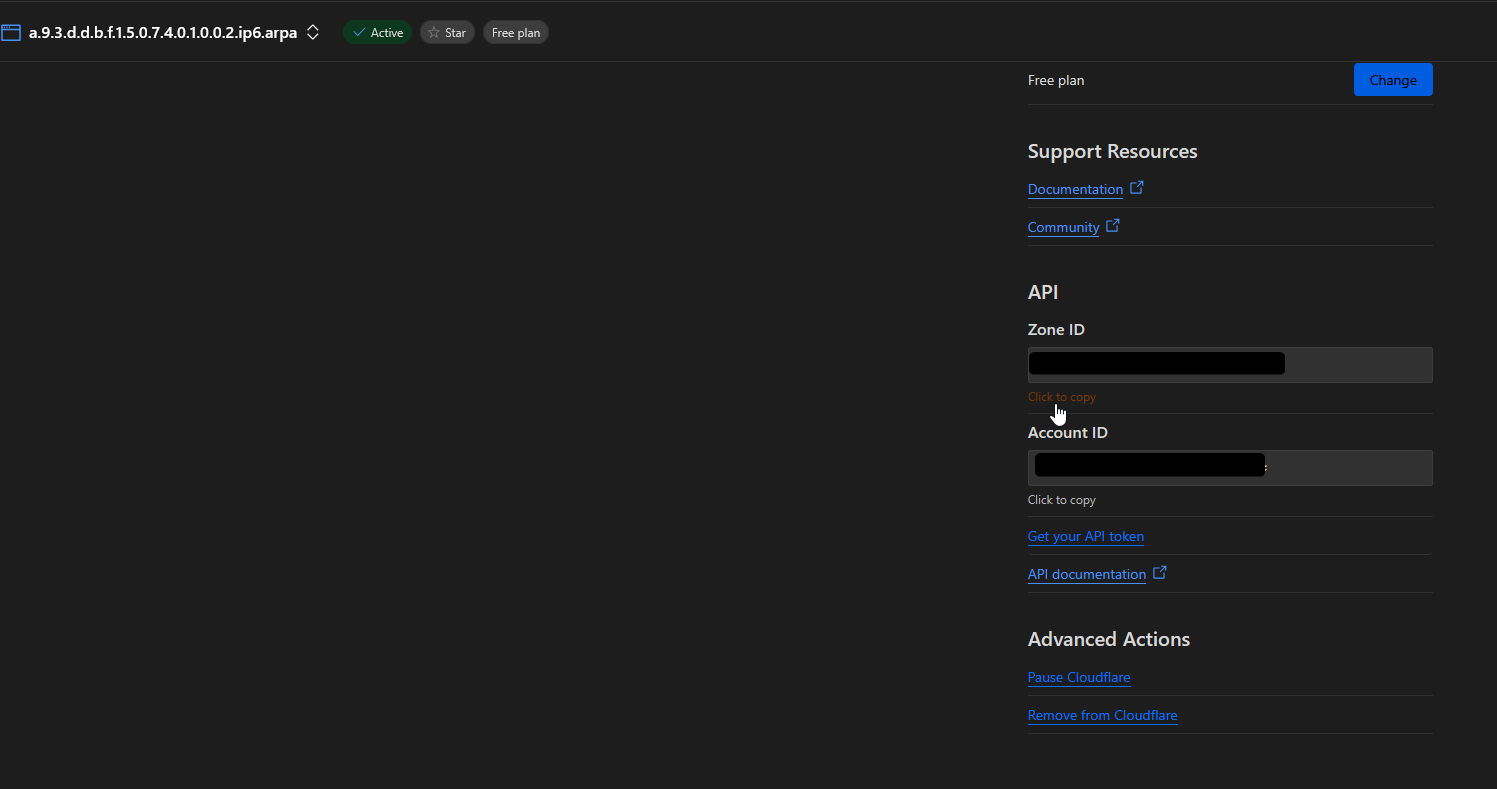 a.9.3.d.d.b.f.1.5.0.7.4.0.1.0.0.2.ip6.arpa Active Star Free plan
Free plan Change
Support Resources
Documentation
Community
API
Zone ID
Click to copy
Account ID
Click to copy
Get your API token
API documentation
Advanced Actions
Pause Cloudflare
Remove from Cloudflare